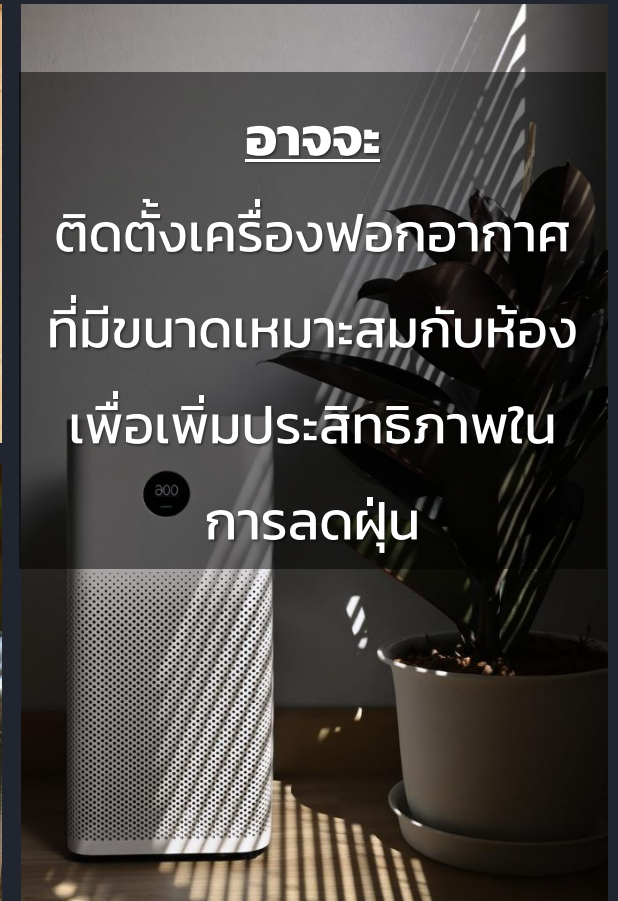 อาจจะ
ติดตั้งเครื่องฟอกอากาศ
ที่มีขนาดเหมาะสมกับห้อง
เพื่อเพิ่มประสิทธิภาพใน
การลดฝุ่น